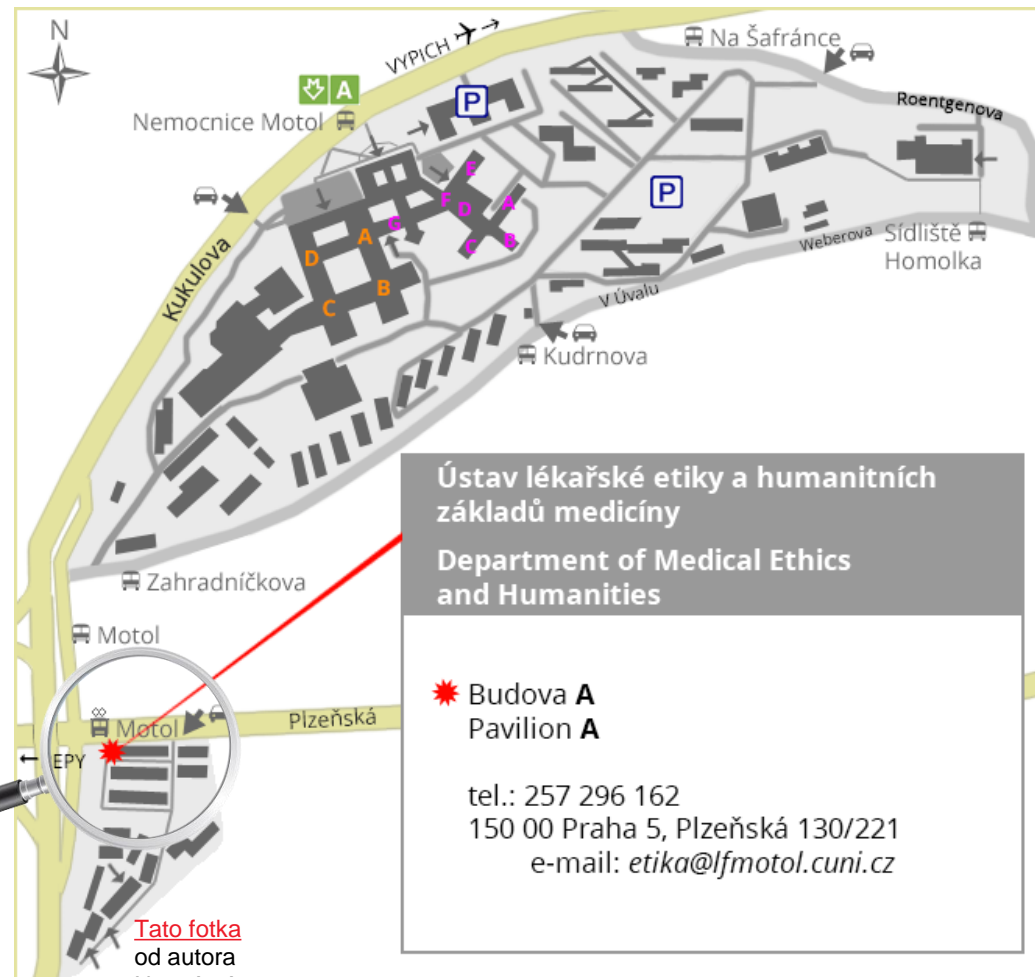 N
VYPICH
Na Šafránce
A
P
Nemocnice Motol
Roentgenova
E
P
A
F
D
G
A
B
C
D
Weberova
Sídliště
Homolka
Kukulova
B
C
V Úvalu
Kudrnova
Ústav lékařské etiky a humanitních
základů medicíny
Department of Medical Ethics
and Humanities
Zahradníčkova
Motol
Budova A
Pavilion A
Plzeňská
Motol
EPY
tel.: 257 296 162
150 00 Praha 5, Plzeňská 130/221
e-mail: etika@lfmotol.cuni.cz
Tato fotka
od autora